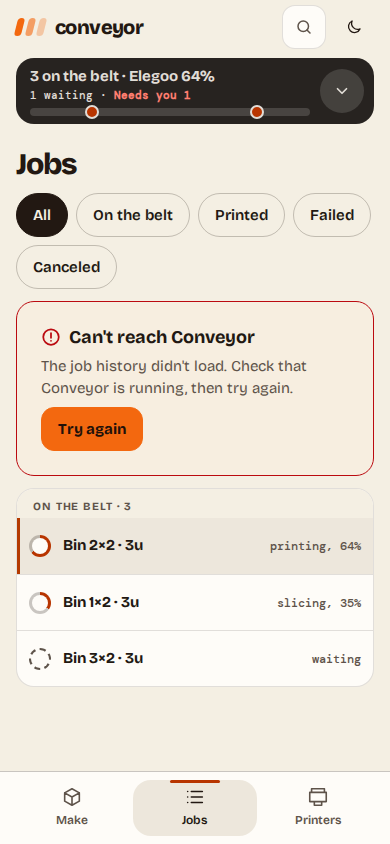 conveyor
3 on the belt · Elegoo 64%
1 waiting · Needs you 1
Jobs
All
On the belt
Printed
Failed
Canceled
Can't reach Conveyor
The job history didn't load. Check that
Conveyor is running, then try again.
Try again
ON THE BELT · 3
Bin 2×2 · 3u
printing, 64%
Bin 1×2 · 3u
slicing, 35%
Bin 3×2 · 3u
waiting
Make
Jobs
Printers